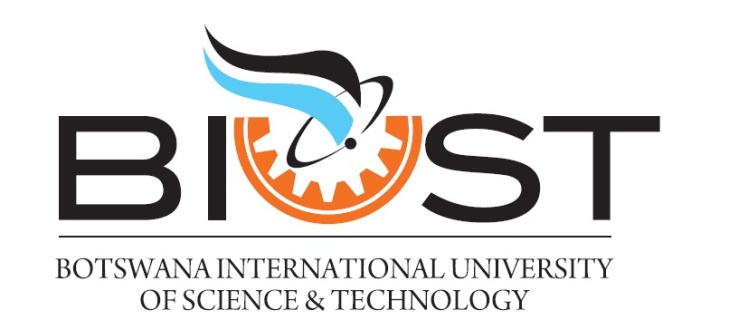 BIUST
BOTSWANA INTERNATIONAL UNIVERSITY
OF SCIENCE & TECHNOLOGY